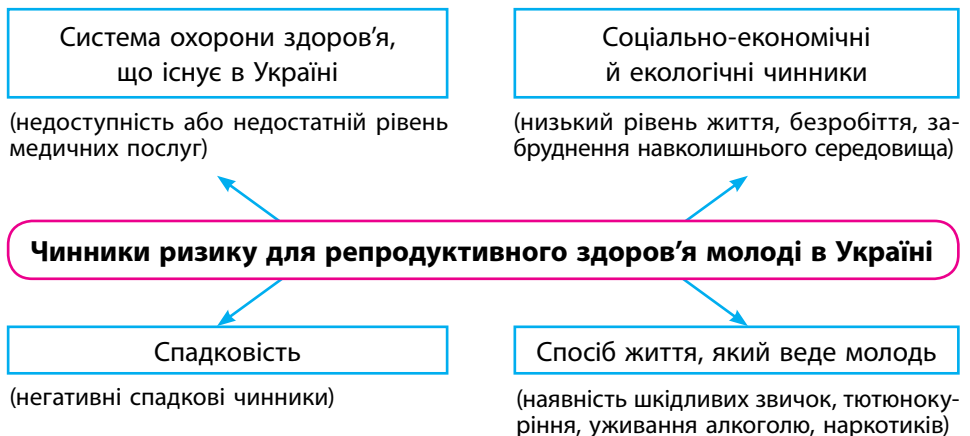 Система охорони здоров'я,
що існує в Україні
(недоступність або недостатній рівень
медичних послуг)
Соціально-економічні
й екологічні чинники
(низький рівень життя, безробіття, за-
бруднення навколишнього середовища)
Чинники ризику для репродуктивного здоров'я молоді в Україні
Спадковість
(негативні спадкові чинники)
Спосіб життя, який веде молодь
(наявність шкідливих звичок, тютюноку-
ріння, уживання алкоголю, наркотиків)